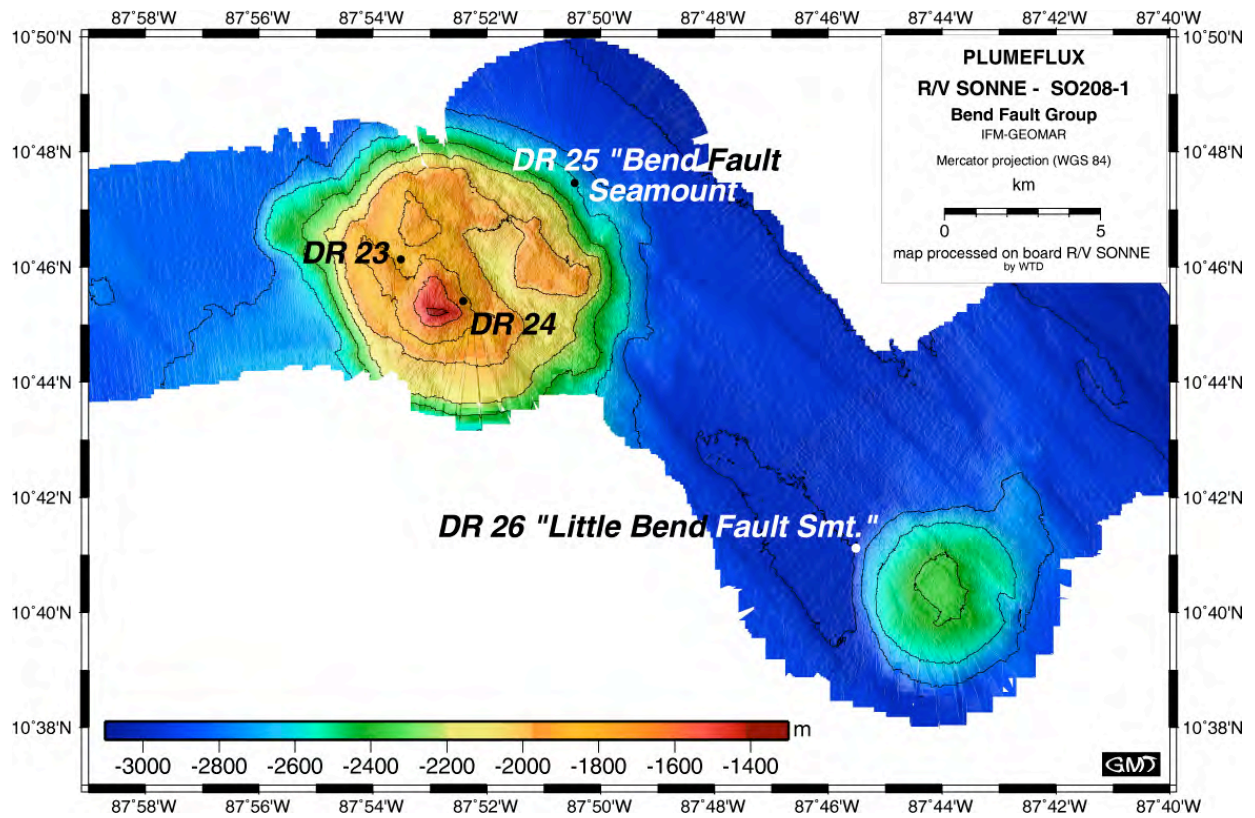 87°58'W 87°56'W 87°54'W 87°52'W 87°50'W 87°48'W 87°46'W 87°44'W 87°42'W 87°40'W
10°50'N 10°50'N
PLUMEFLUX
R/V SONNE - SO208-1
Bend Fault Group
IFM-GEOMAR
Mercator projection (WGS 84)
km
0 5
map processed on board R/V SONNE
by WTD
10°48'N 10°48'N
DR 25 "Bend Fault
Seamount
DR 23
10°46'N 10°46'N
DR 24
10°44'N 10°44'N
10°42'N 10°42'N
DR 26 "Little Bend Fault Smt."
10°40'N 10°40'N
10°38'N 10°38'N
m
-3000 -2800 -2600 -2400 -2200 -2000 -1800 -1600 -1400
GMT
87°58'W 87°56'W 87°54'W 87°52'W 87°50'W 87°48'W 87°46'W 87°44'W 87°42'W 87°40'W